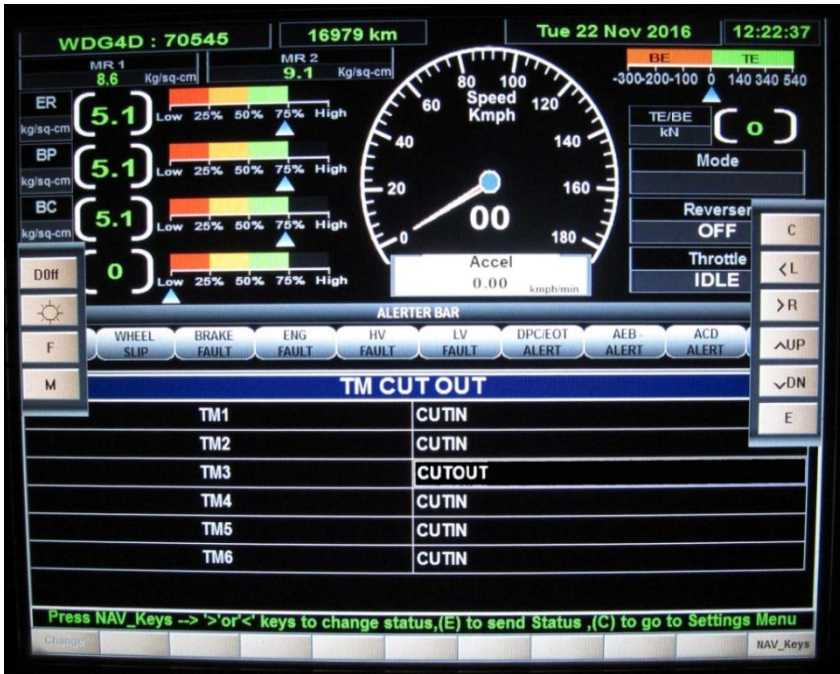 WDG4D : 70545 16979 km Tue 22 Nov 2016 12:22:37
MR 1 MR 2 BE TE
8.6 Kg/sq-cm 9.1 Kg/sq-cm
-300-200-100 0 140 340 540
ER 5.1 Low 25% 50% 75% High
kg/sq-cm
BP 5.1 Low 25% 50% 75% High
kg/sq-cm
BC 5.1 Low 25% 50% 75% High
kg/sq-cm
0 Low 25% 50% 75% High
0 20 40 60 80 100 120 140 160 180
Speed
Kmph
00
Accel
0.00 kmph/min
TE/BE
kN
0
Mode
Reverser
OFF
Throttle
IDLE
DOff
F
M
C
<L
>R
UP
DN
E
ALERTER BAR
WHEEL SLIP
BRAKE FAULT
ENG FAULT
HV FAULT
LV FAULT
DPC/EOT ALERT
AEB ALERT
ACD ALERT
TM CUT OUT
TM1 CUTIN
TM2 CUTIN
TM3 CUTOUT
TM4 CUTIN
TM5 CUTIN
TM6 CUTIN
Press NAV_Keys --> '>'or'<' keys to change status,(E) to send Status ,(C) to go to Settings Menu
Change NAV_Keys